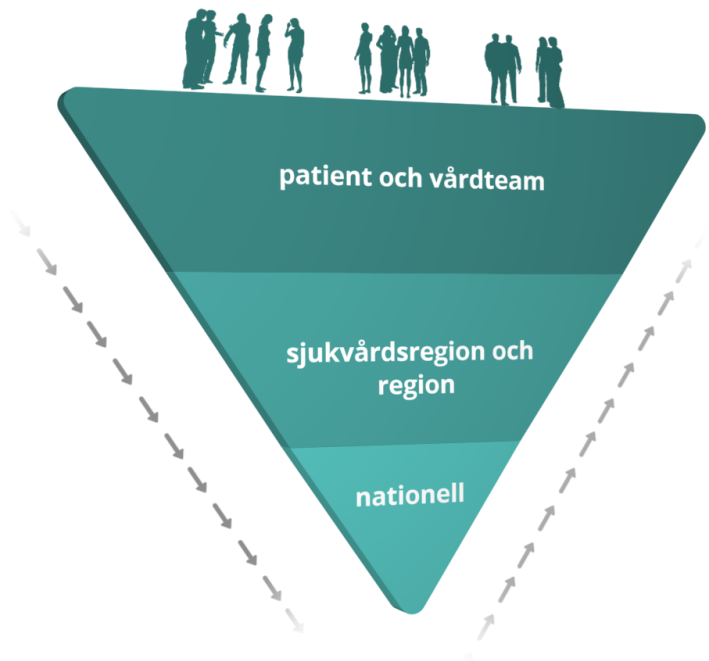 patient och vårdteam
sjukvårdsregion och
region
nationell